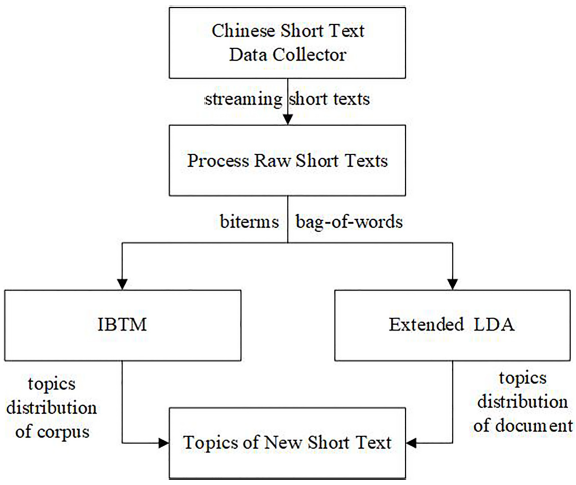 Chinese Short Text
Data Collector
streaming short texts
Process Raw Short Texts
biterms
bag-of-words
IBTM
Extended LDA
topics
distribution
of corpus
topics
distribution
of document
Topics of New Short Text